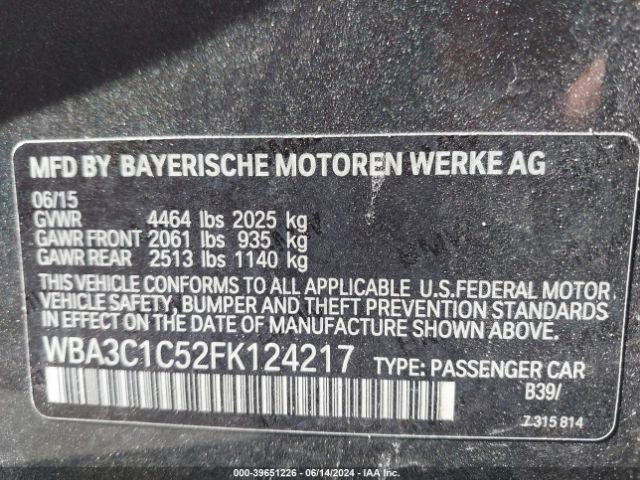 MFD BY BAYERISCHE MOTOREN WERKE AG
06/15
GVWR 4464 lbs 2025 kg
GAWR FRONT 2061 lbs 935 kg
GAWR REAR 2513 lbs 1140 kg
THIS VEHICLE CONFORMS TO ALL APPLICABLE U.S.FEDERAL MOTOR
VEHICLE SAFETY, BUMPER AND THEFT PREVENTION STANDARDS
IN EFFECT ON THE DATE OF MANUFACTURE SHOWN ABOVE.
WBA3C1C52FK124217 TYPE: PASSENGER CAR
B39/
7 315 814
000-39651226 - 06/14/2024 - IAA Inc.